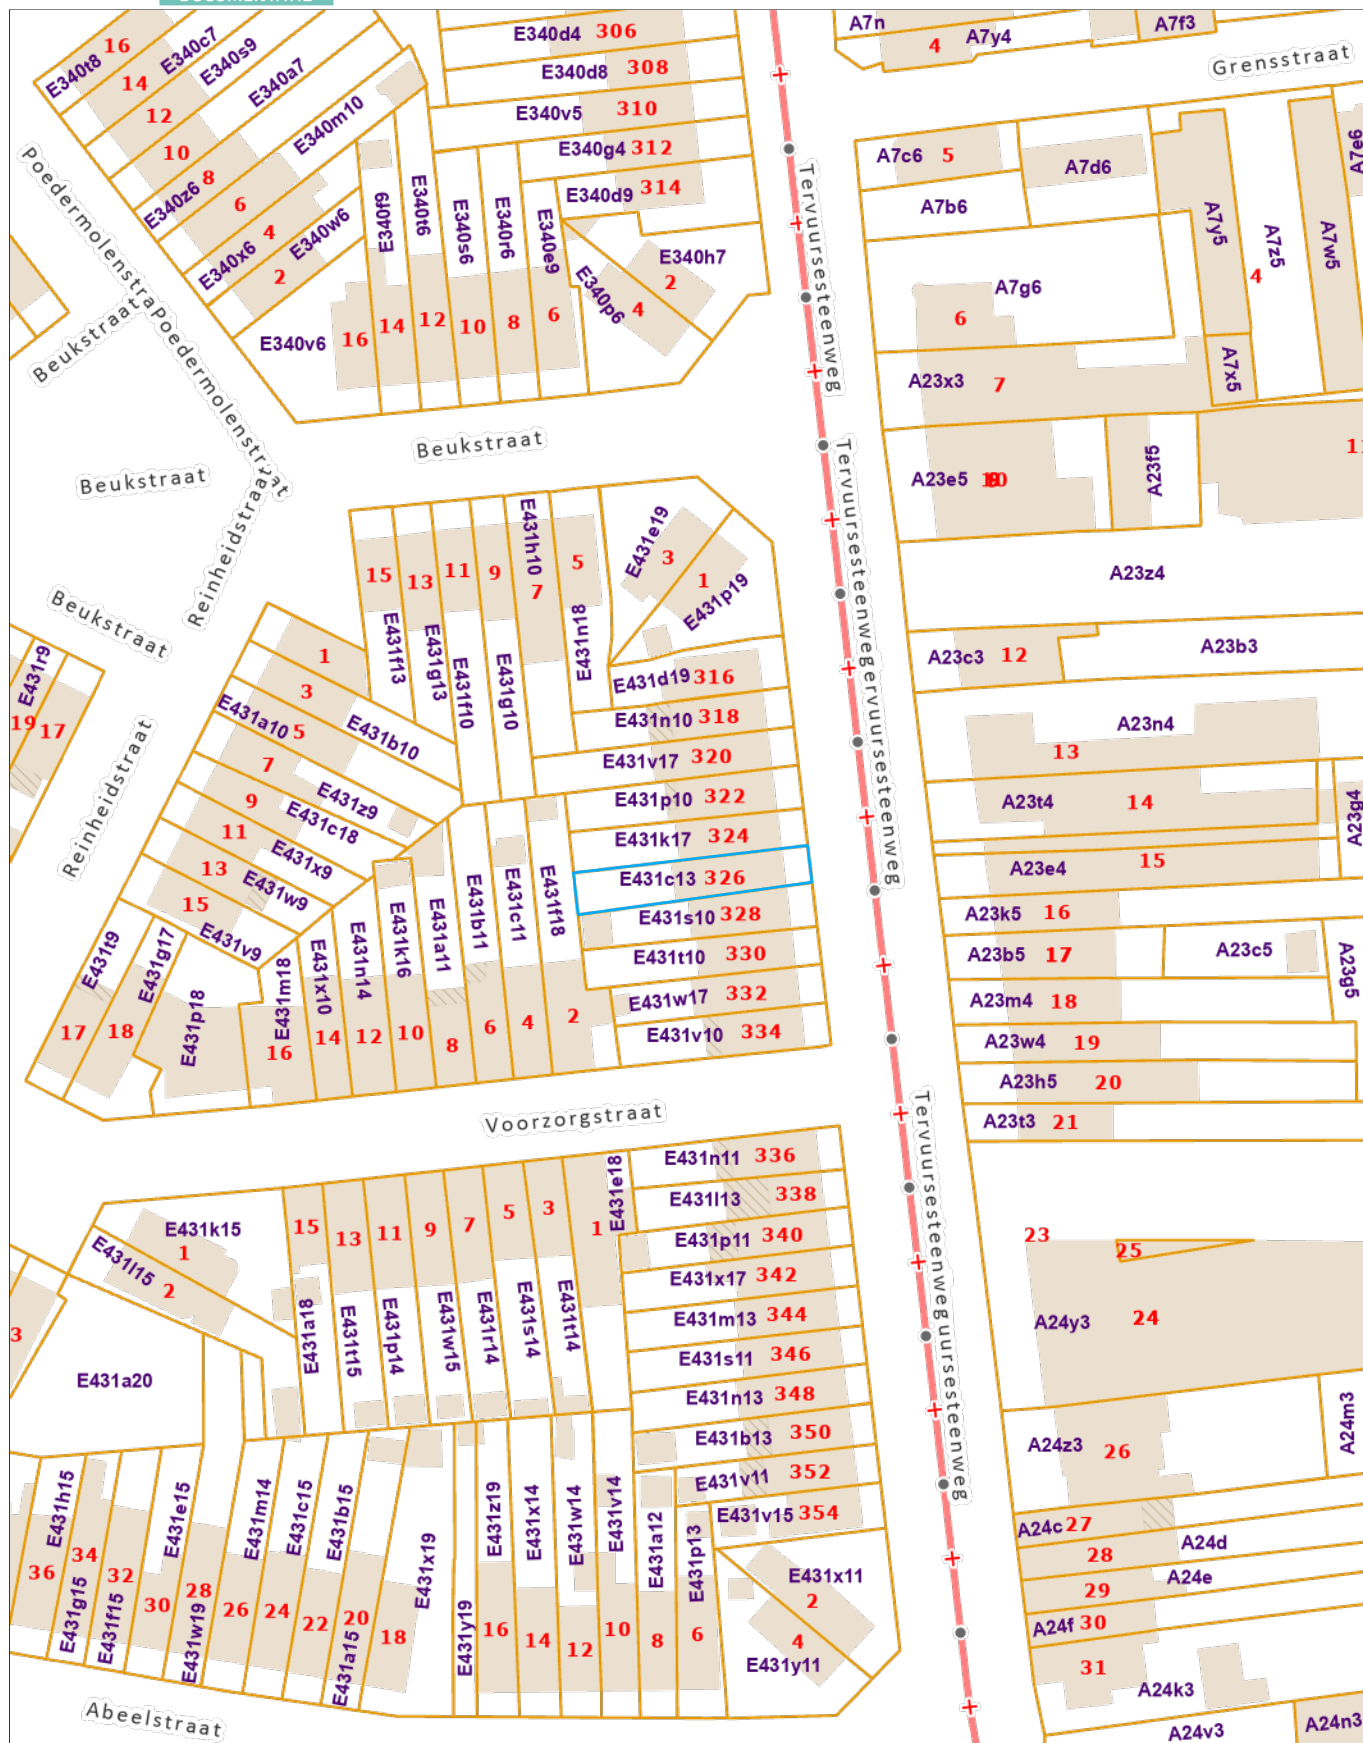 E340t8
16
E340c7
14
E340s9
12
E340a7
10
E340m10
E340z6
8
6
E340x6
4
E340w6
2
E340v6
16
E340f9
14
E340t6
12
E340s6
10
E340r6
8
E340e9
6
E340p6
4
E340h7
2
E340d4 306
E340d8 308
E340v5 310
E340g4 312
E340d9 314
A7n
4
A7y4
A7f3
Grensstraat
A7c6 5
A7d6
A7b6
A7g6
6
A7y5
A7z5
4
A7w5
A7e6
A7x5
A23x3 7
A23e5
A23f5
A23z4
A23c3 12
A23b3
A23n4
13
A23t4 14
A23g4
A23e4 15
A23k5 16
A23b5 17
A23c5
A23g5
A23m4 18
A23w4 19
A23h5 20
A23t3 21
23
25
A24y3 24
A24z3 26
A24m3
A24c 27
28 A24d
29 A24e
A24f 30
31
A24k3
A24v3
A24n3
Poedermolenstraat
Poedermolenstraat
Beukstraat
Beukstraat
Beukstraat
Beukstraat
Reinheidstraat
Reinheidstraat
Tervuursesteenweg
Tervuursesteenweg
Tervuursesteenweg
Voorzorgstraat
Abeelstraat
E431r9
19
17
15
E431f13
13
E431g13
11
E431f10
9
E431g10
E431h10
7
5
E431n18
E431e19
3
1
E431p19
1
3
E431a10
5
E431b10
7
E431z9
9
E431c18
11
E431x9
13
E431w9
15
E431v9
E431d19 316
E431n10 318
E431v17 320
E431p10 322
E431k17 324
E431c13 326
E431s10 328
E431t10 330
E431w17 332
E431v10 334
E431t9
17
E431g17
18
E431p18
E431m18
16
E431x10
14
E431n14
12
E431k16
10
E431a11
8
E431b11
6
E431c11
4
E431f18
2
E431n11 336
E431l13 338
E431p11 340
E431x17 342
E431m13 344
E431s11 346
E431n13 348
E431b13 350
E431v11 352
E431v15 354
E431k15
1
E431l15
2
3
E431a20
15
E431a18
13
E431t15
11
E431p14
9
E431w15
7
E431r14
5
E431s14
3
E431t14
1
E431e18
E431h15
36
34
E431g15
32
E431f15
E431e15
30
28
E431w19
E431m14
26
E431c15
24
E431b15
22
20
E431a15
18
E431x19
E431y19
E431z19
16
E431x14
14
E431w14
12
E431v14
10
E431a12
8
E431p13
6
E431x11
2
4
E431y11